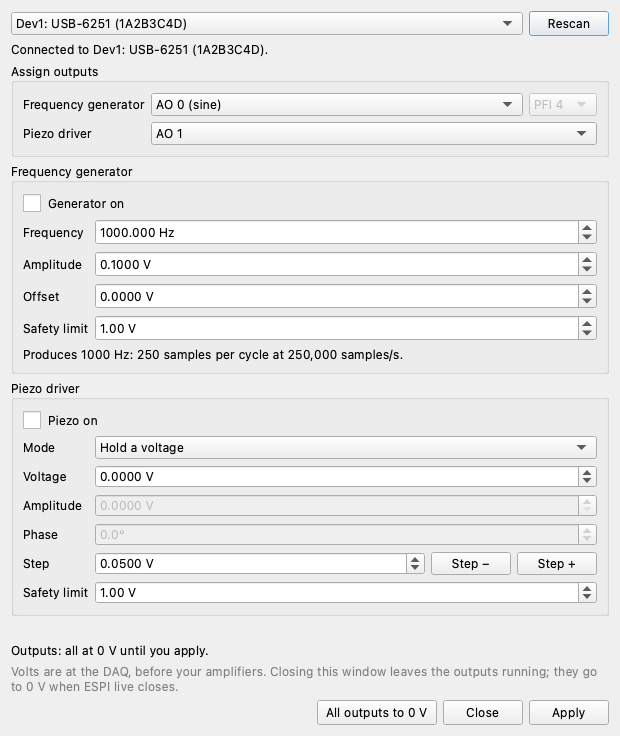 Dev1: USB-6251 (1A2B3C4D)
Rescan
Connected to Dev1: USB-6251 (1A2B3C4D).
Assign outputs
Frequency generator AO 0 (sine) PFI 4
Piezo driver AO 1
Frequency generator
Generator on
Frequency 1000.000 Hz
Amplitude 0.1000 V
Offset 0.0000 V
Safety limit 1.00 V
Produces 1000 Hz: 250 samples per cycle at 250,000 samples/s.
Piezo driver
Piezo on
Mode Hold a voltage
Voltage 0.0000 V
Amplitude 0.0000 V
Phase 0.0°
Step 0.0500 V Step − Step +
Safety limit 1.00 V
Outputs: all at 0 V until you apply.
Volts are at the DAQ, before your amplifiers. Closing this window leaves the outputs running; they go
to 0 V when ESPI live closes.
All outputs to 0 V Close Apply